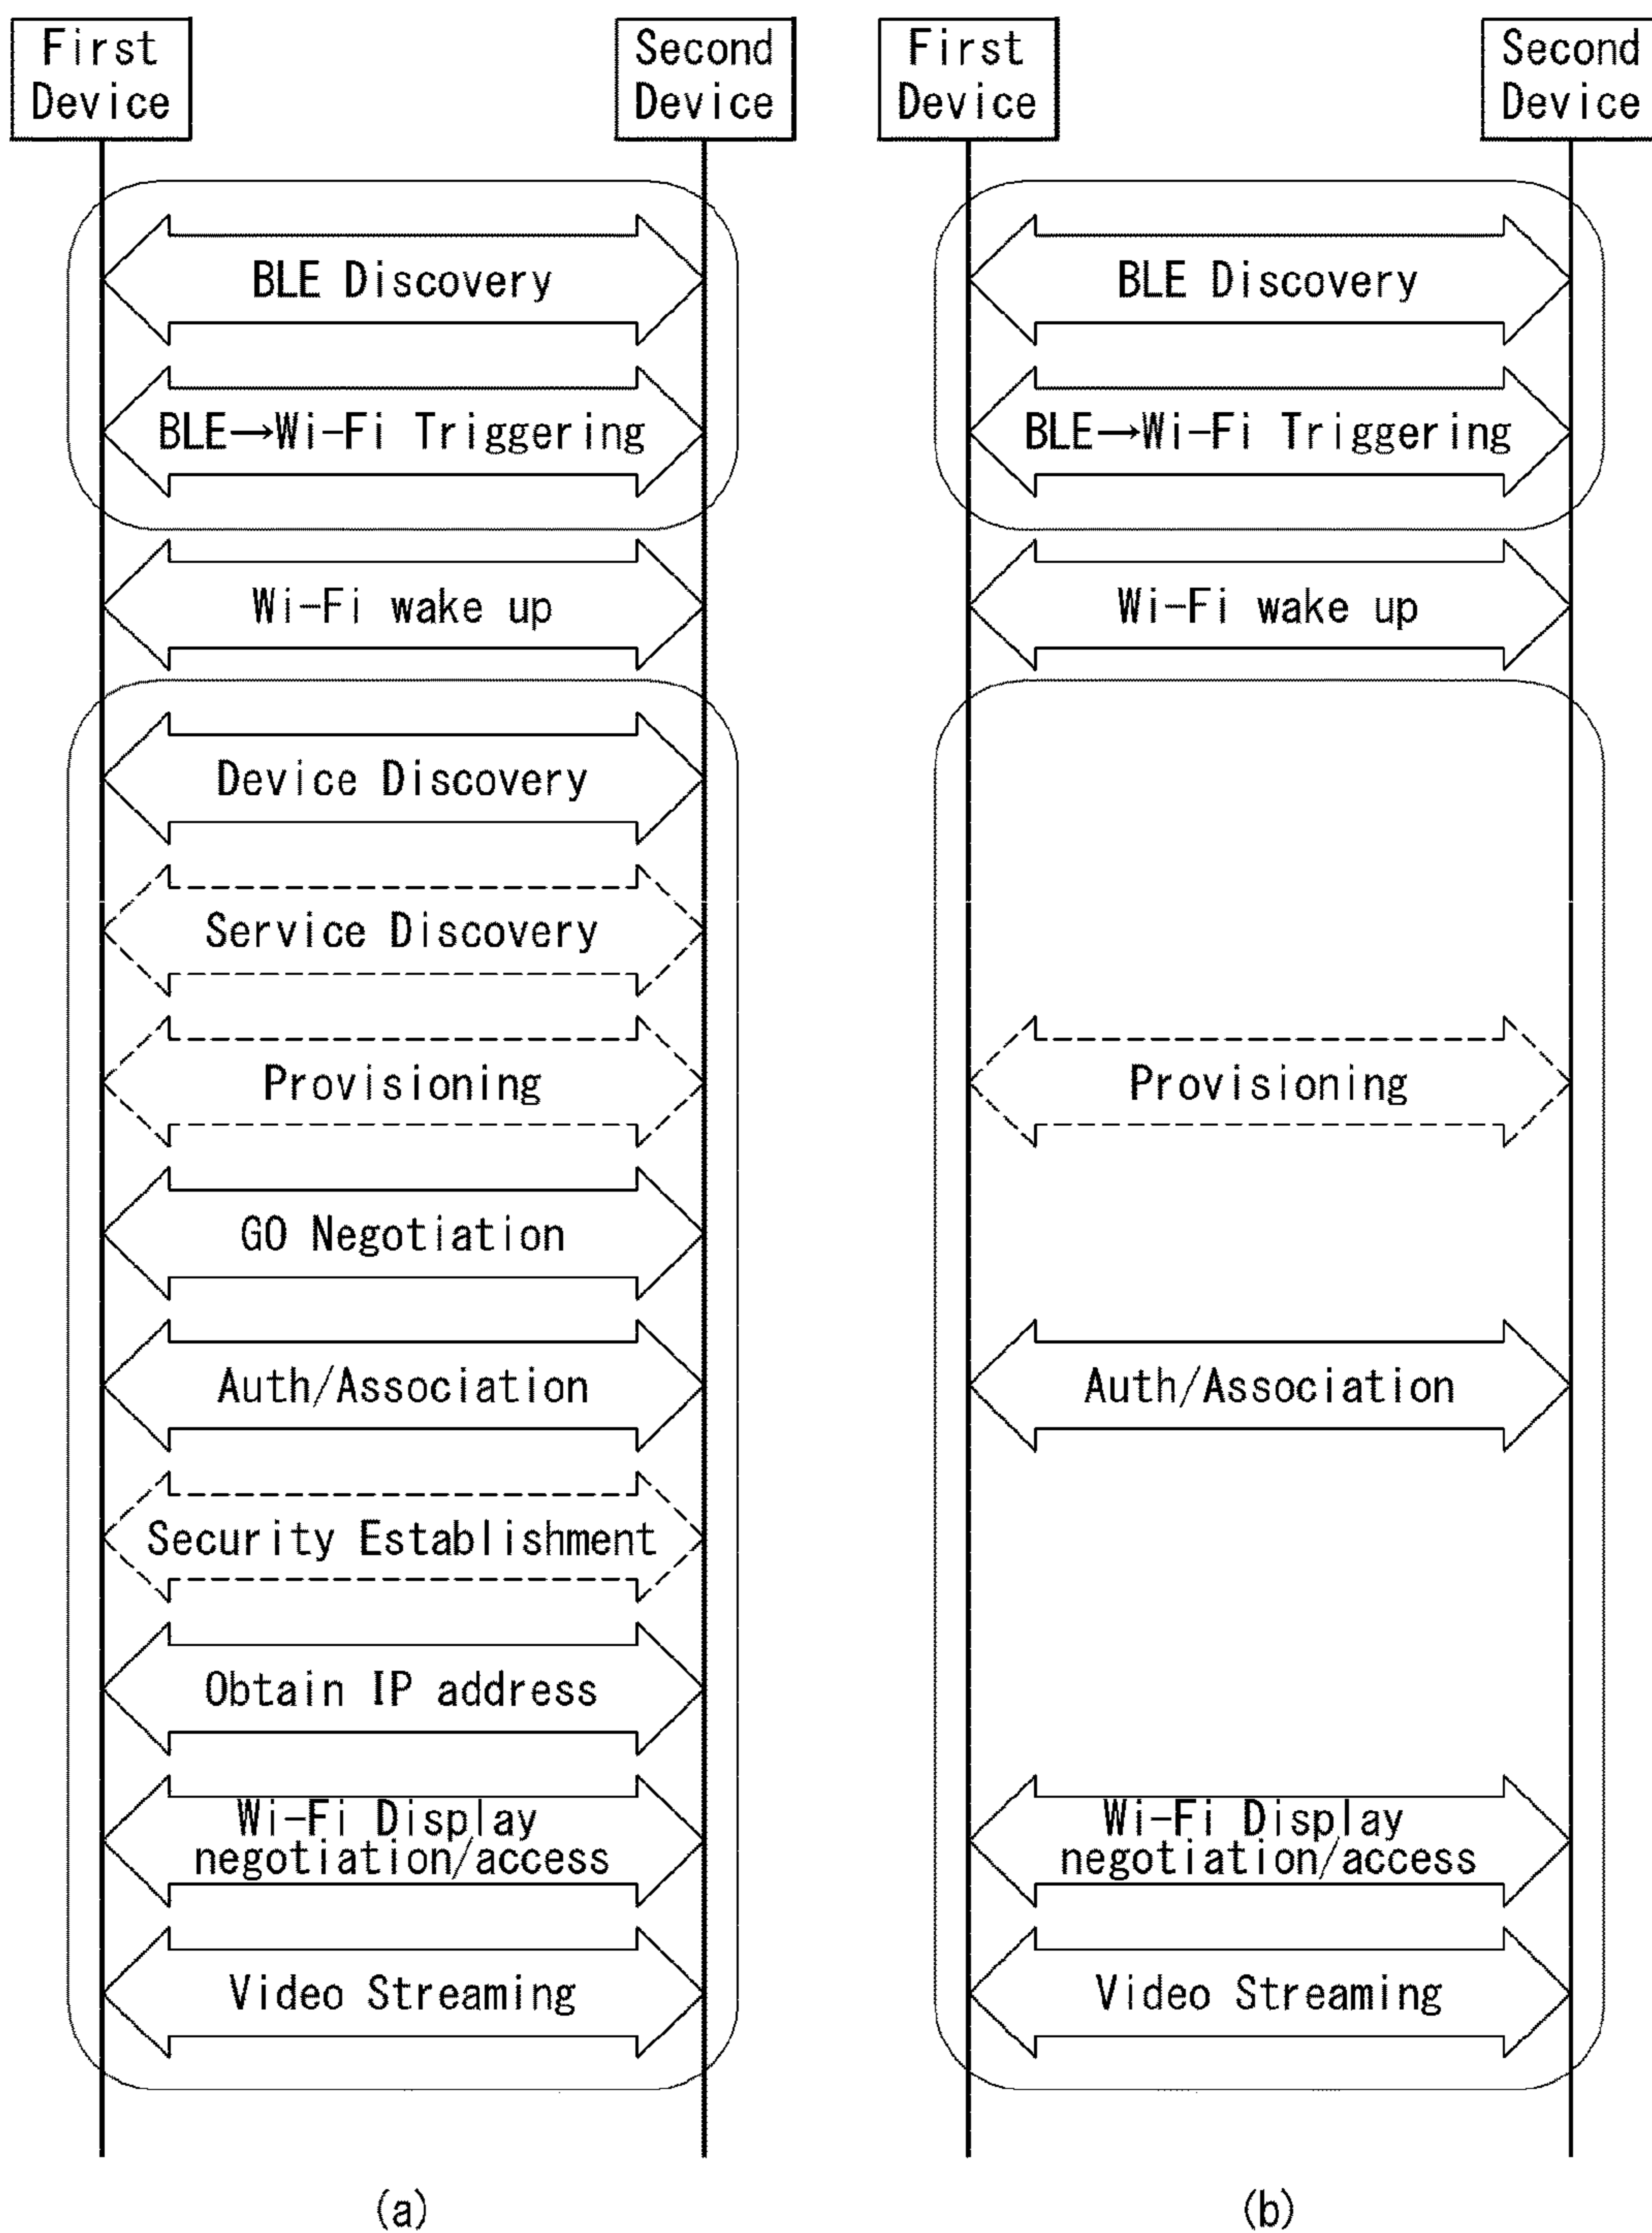 First
Device
Second
Device
BLE Discovery
BLE→Wi-Fi Triggering
Wi-Fi wake up
Device Discovery
Service Discovery
Provisioning
GO Negotiation
Auth/Association
Security Establishment
Obtain IP address
Wi-Fi Display
negotiation/access
Video Streaming
(a)
First
Device
Second
Device
BLE Discovery
BLE→Wi-Fi Triggering
Wi-Fi wake up
Provisioning
Auth/Association
Wi-Fi Display
negotiation/access
Video Streaming
(b)